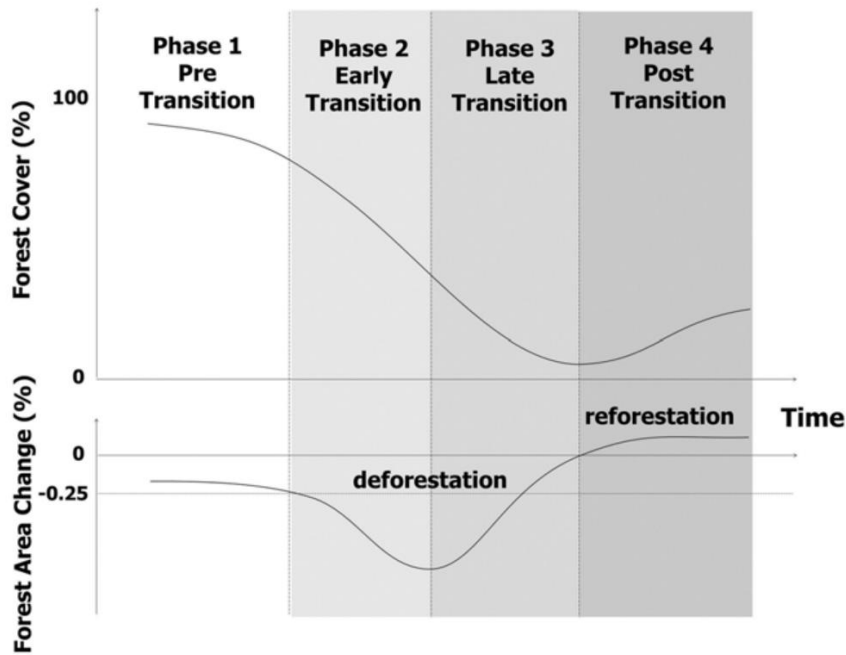 Phase 1
Pre
Transition
Phase 2
Early
Transition
Phase 3
Late
Transition
Phase 4
Post
Transition
100
Forest Cover (%)
0
reforestation
Time
0
deforestation
-0.25
Forest Area Change (%)